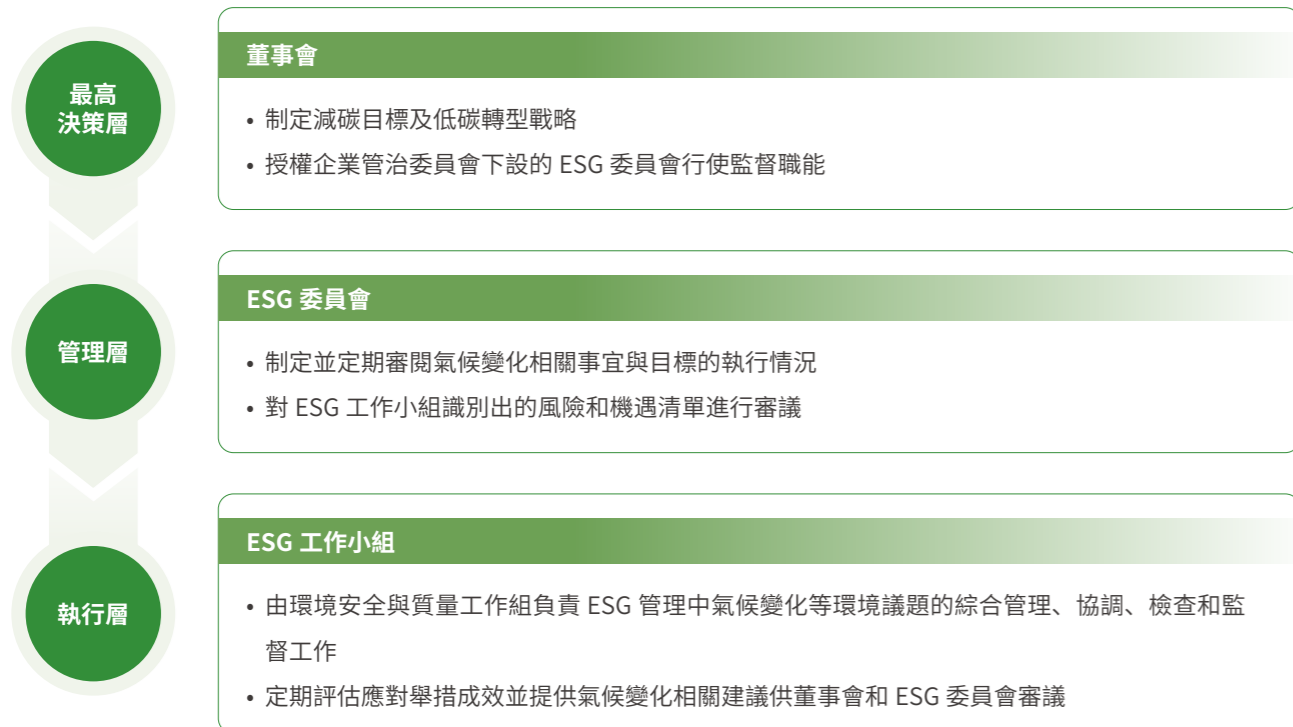 最高
決策層
董事會
• 制定減碳目標及低碳轉型戰略
• 授權企業管治委員會下設的 ESG 委員會行使監督職能
管理層
ESG 委員會
• 制定並定期審閱氣候變化相關事宜與目標的執行情況
• 對 ESG 工作小組識別出的風險和機遇清單進行審議
執行層
ESG 工作小組
• 由環境安全與質量工作組負責 ESG 管理中氣候變化等環境議題的綜合管理、協調、檢查和監
督工作
• 定期評估應對舉措成效並提供氣候變化相關建議供董事會和 ESG 委員會審議